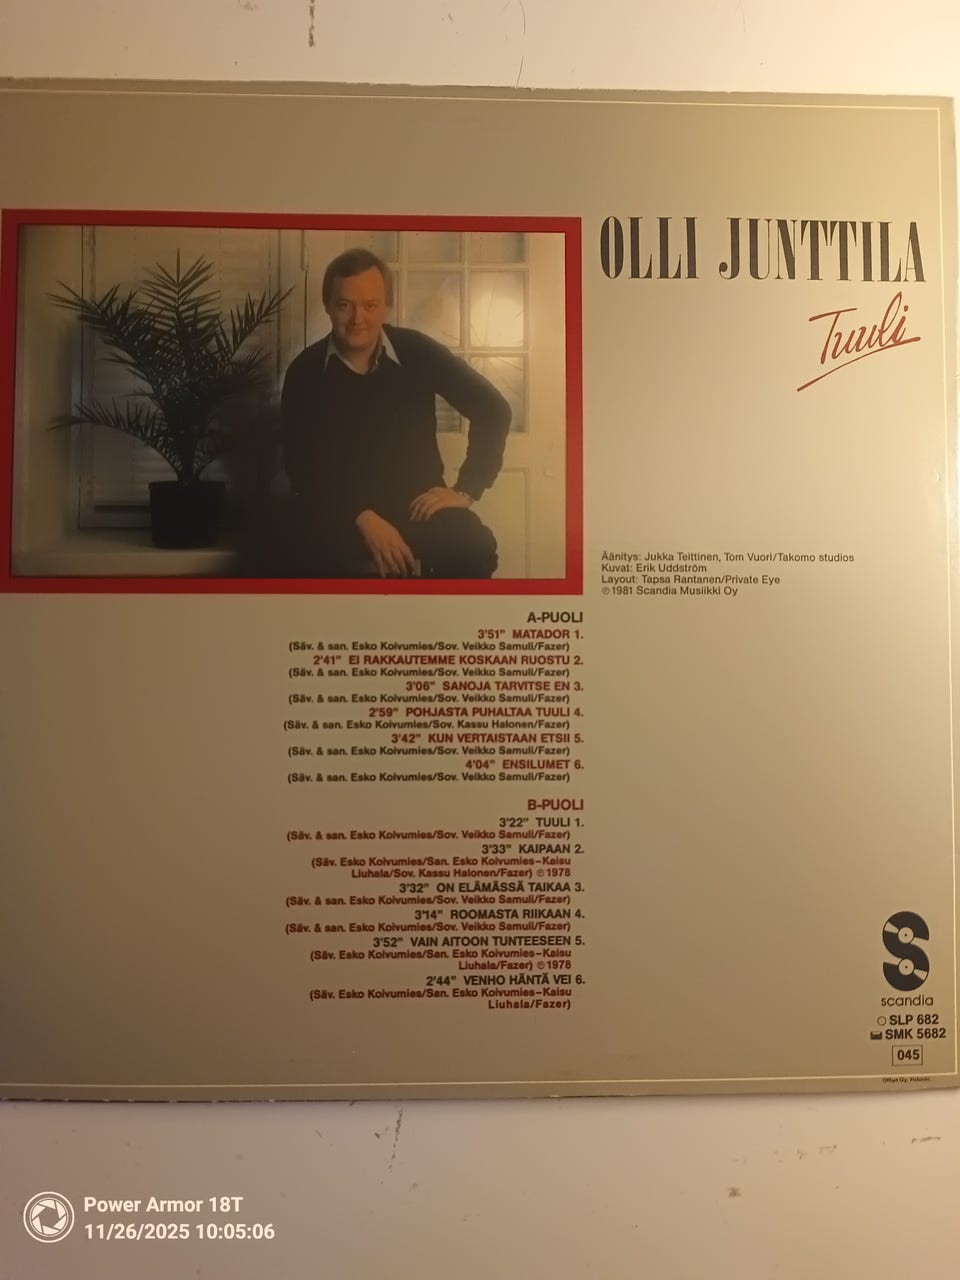 OLLI JUNTTILA
Tuuli
Äänitys: Jukka Teittinen, Tom Vuori/Takomo studios
Kuvat: Erik Uddström
Layout: Tapsa Rantanen/Private Eye
℗ 1981 Scandia Musiikki Oy
A-PUOLI
3'51" MATADOR 1.
(Säv. & san. Esko Koivumies/Sov. Veikko Samuli/Fazer)
2'41" EI RAKKAUTEMME KOSKAAN RUOSTU 2.
(Säv. & san. Esko Koivumies/Sov. Veikko Samuli/Fazer)
3'06" SANOJA TARVITSE EN 3.
(Säv. & san. Esko Koivumies/Sov. Veikko Samuli/Fazer)
2'59" POHJASTA PUHALTAA TUULI 4.
(Säv. & san. Esko Koivumies/Sov. Kassu Halonen/Fazer)
3'42" KUN VERTAISTAAN ETSII 5.
(Säv. & san. Esko Koivumies/Sov. Veikko Samuli/Fazer)
4'04" ENSILUMET 6.
(Säv. & san. Esko Koivumies/Sov. Veikko Samuli/Fazer)
B-PUOLI
3'22" TUULI 1.
(Säv. & san. Esko Koivumies/Sov. Veikko Samuli/Fazer)
3'33" KAIPAAN 2.
(Säv. Esko Koivumies/San. Esko Koivumies–Kaisu
Liuhala/Sov. Kassu Halonen/Fazer) ℗ 1978
3'32" ON ELÄMÄSSÄ TAIKAA 3.
(Säv. & san. Esko Koivumies/Sov. Veikko Samuli/Fazer)
3'14" ROOMASTA RIIKAAN 4.
(Säv. & san. Esko Koivumies/Sov. Veikko Samuli/Fazer)
3'52" VAIN AITOON TUNTEESEEN 5.
(Säv. Esko Koivumies/San. Esko Koivumies–Kaisu
Liuhala/Fazer) ℗ 1978
2'44" VENHO HÄNTÄ VEI 6.
(Säv. Esko Koivumies/San. Esko Koivumies–Kaisu
Liuhala/Fazer)
S
scandia
SLP 682
SMK 5682
045
Offset Oy, Helsinki
Power Armor 18T
11/26/2025 10:05:06